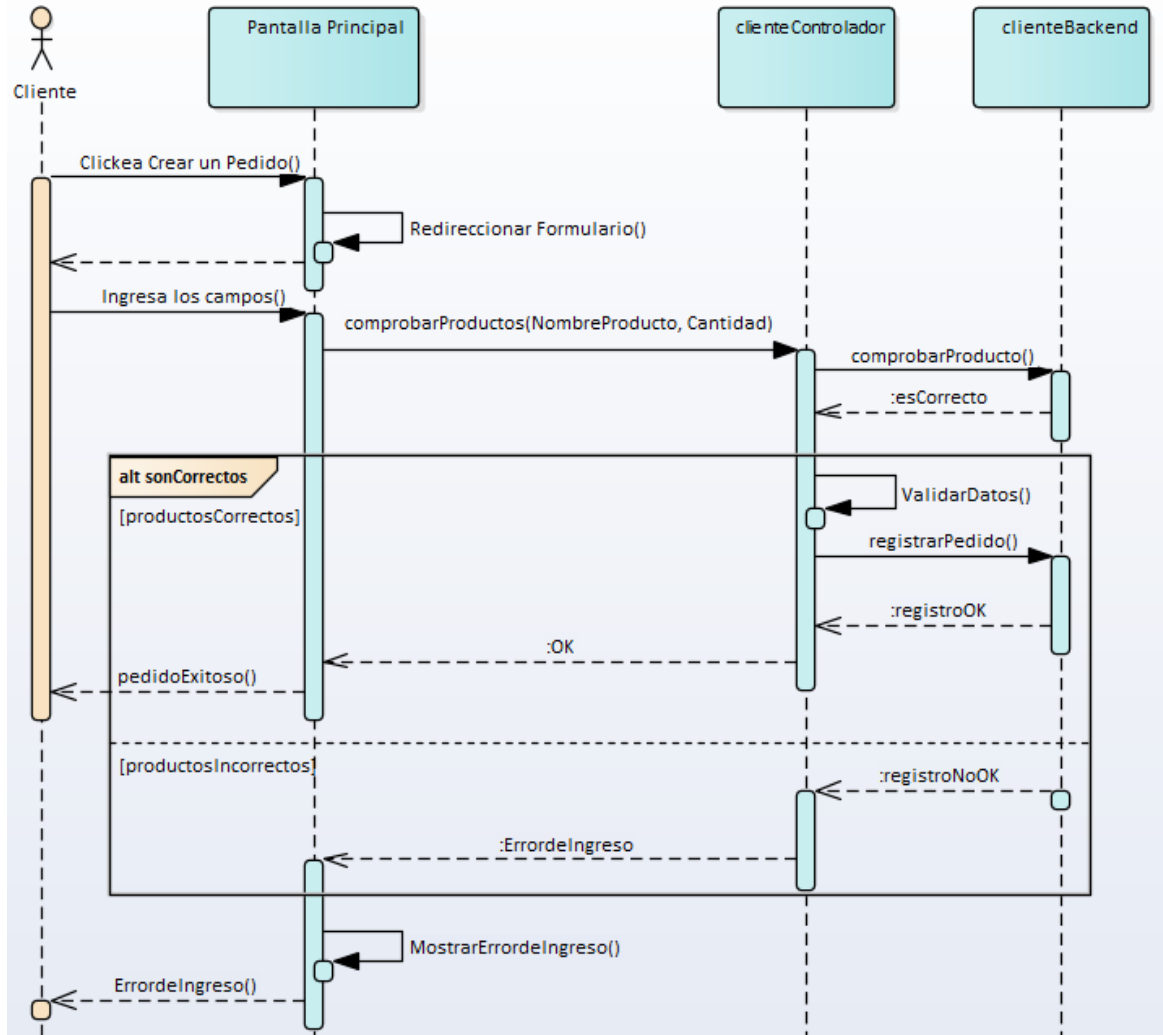 Pantalla Principal
clienteControlador
clienteBackend
Cliente
Clickea Crear un Pedido()
Redireccionar Formulario()
Ingresa los campos()
comprobarProductos(NombreProducto, Cantidad)
comprobarProducto()
:esCorrecto
alt sonCorrectos
[productosCorrectos]
ValidarDatos()
registrarPedido()
:registroOK
:OK
pedidoExitoso()
[productosIncorrectos]
:registroNoOK
:ErrordeIngreso
MostrarErrordeIngreso()
ErrordeIngreso()